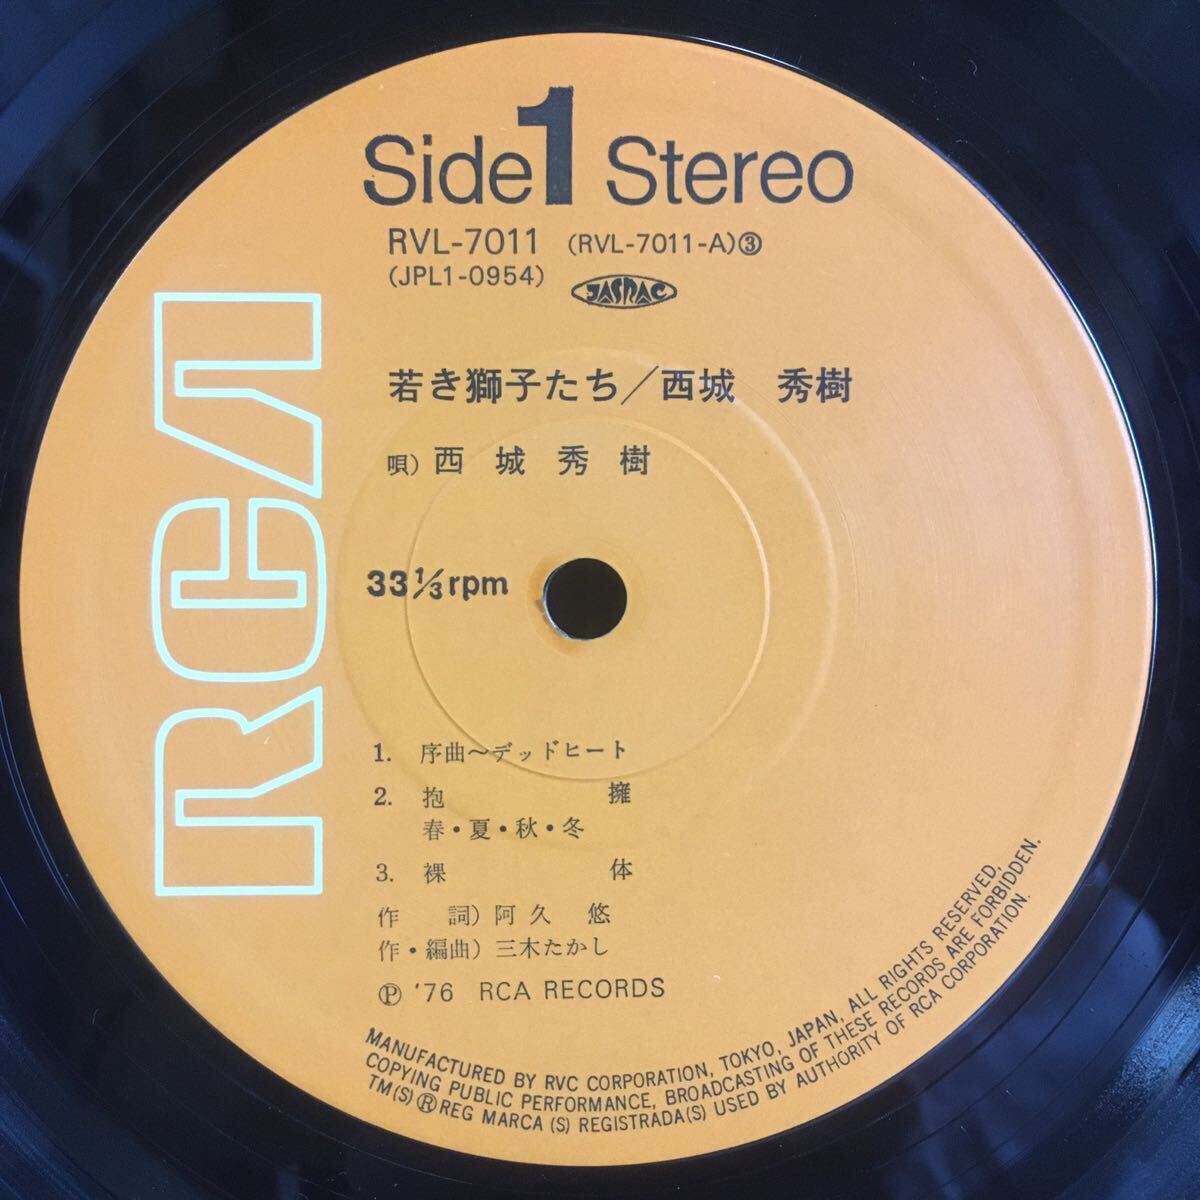 Side 1 Stereo
RVL-7011 (RVL-7011-A)③
(JPL1-0954) JASRAC
若き獅子たち/西城 秀樹
唄)西城秀樹
33⅓rpm
RCA
1. 序曲〜デッドヒート
2. 抱擁
春・夏・秋・冬
3. 裸体
作 詞)阿久 悠
作・編曲)三木たかし
Ⓟ '76 RCA RECORDS
MANUFACTURED BY RVC CORPORATION, TOKYO, JAPAN, ALL RIGHTS RESERVED,
COPYING PUBLIC PERFORMANCE, BROADCASTING OF THESE RECORDS ARE FORBIDDEN.
TM(S)®REG MARCA (S) REGISTRADA(S) USED BY AUTHORITY OF RCA CORPORATION.